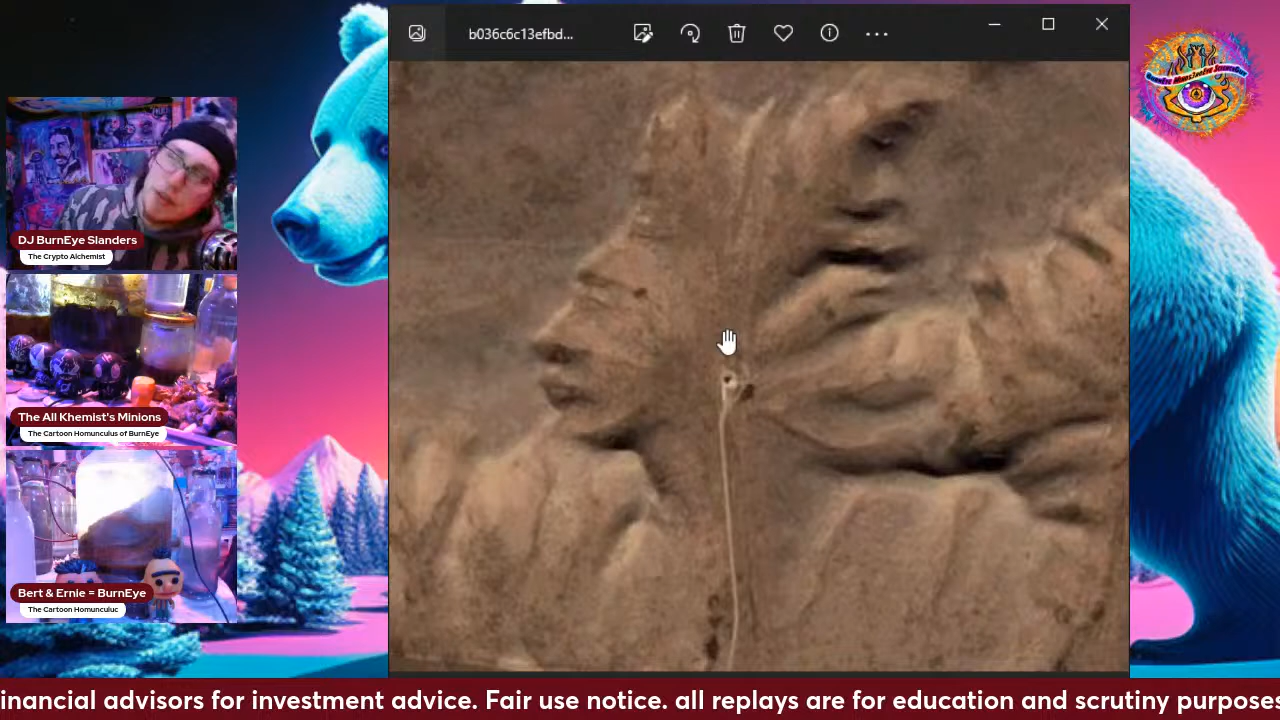 b036c6c13efbd...
DJ BurnEye Slanders
The Crypto Alchemist
The All Khemist's Minions
The Cartoon Homunculus of BurnEye
Bert & Ernie = BurnEye
The Cartoon Homunculuc
inancial advisors for investment advice. Fair use notice. all replays are for education and scrutiny purposes